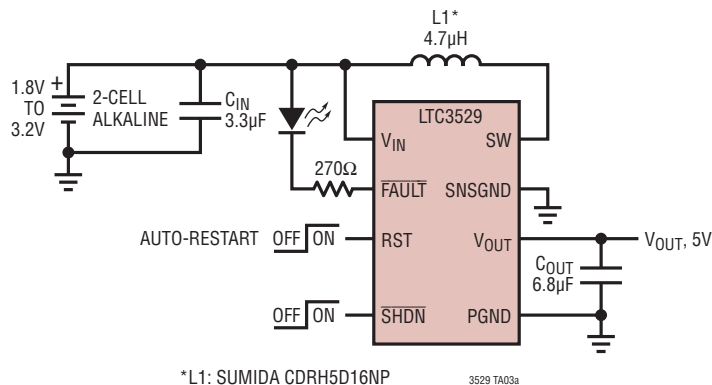 L1*
4.7µH
1.8V
TO
3.2V
+
2-CELL
ALKALINE
CIN
3.3µF
LTC3529
VIN
SW
270Ω
FAULT
SNSGND
AUTO-RESTART
OFF ON
RST
VOUT
VOUT, 5V
COUT
6.8µF
OFF ON
SHDN
PGND
*L1: SUMIDA CDRH5D16NP
3529 TA03a